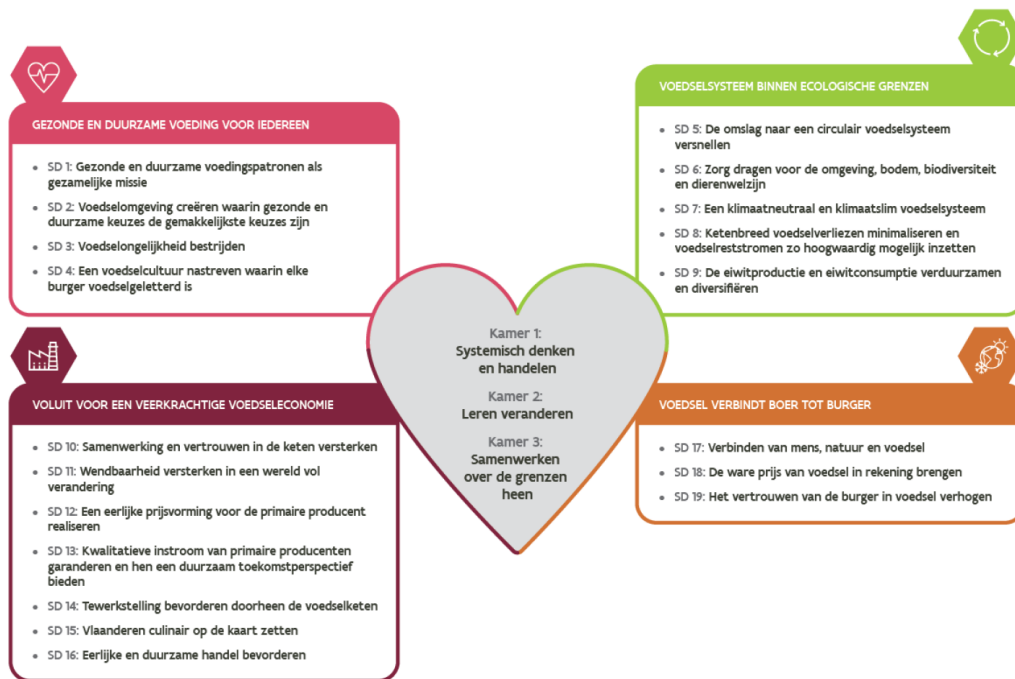 GEZONDE EN DUURZAME VOEDING VOOR IEDEREEN
• SD 1: Gezonde en duurzame voedingspatronen als
gezamelijke missie
• SD 2: Voedselomgeving creëren waarin gezonde en
duurzame keuzes de gemakkelijkste keuzes zijn
• SD 3: Voedselongelijkheid bestrijden
• SD 4: Een voedselcultuur nastreven waarin elke
burger voedselgeletterd is
VOEDSELSYSTEEM BINNEN ECOLOGISCHE GRENZEN
• SD 5: De omslag naar een circulair voedselsysteem
versnellen
• SD 6: Zorg dragen voor de omgeving, bodem, biodiversiteit
en dierenwelzijn
• SD 7: Een klimaatneutraal en klimaatslim voedselsysteem
• SD 8: Ketenbreed voedselverliezen minimaliseren en
voedselreststromen zo hoogwaardig mogelijk inzetten
• SD 9: De eiwitproductie en eiwitconsumptie verduurzamen
en diversifiëren
Kamer 1:
Systemisch denken
en handelen
Kamer 2:
Leren veranderen
Kamer 3:
Samenwerken
over de grenzen
heen
VOLUIT VOOR EEN VEERKRACHTIGE VOEDSELECONOMIE
• SD 10: Samenwerking en vertrouwen in de keten versterken
• SD 11: Wendbaarheid versterken in een wereld vol
verandering
• SD 12: Een eerlijke prijsvorming voor de primaire producent
realiseren
• SD 13: Kwalitatieve instroom van primaire producenten
garanderen en hen een duurzaam toekomstperspectief
bieden
• SD 14: Tewerkstelling bevorderen doorheen de voedselketen
• SD 15: Vlaanderen culinair op de kaart zetten
• SD 16: Eerlijke en duurzame handel bevorderen
VOEDSEL VERBINDT BOER TOT BURGER
• SD 17: Verbinden van mens, natuur en voedsel
• SD 18: De ware prijs van voedsel in rekening brengen
• SD 19: Het vertrouwen van de burger in voedsel verhogen